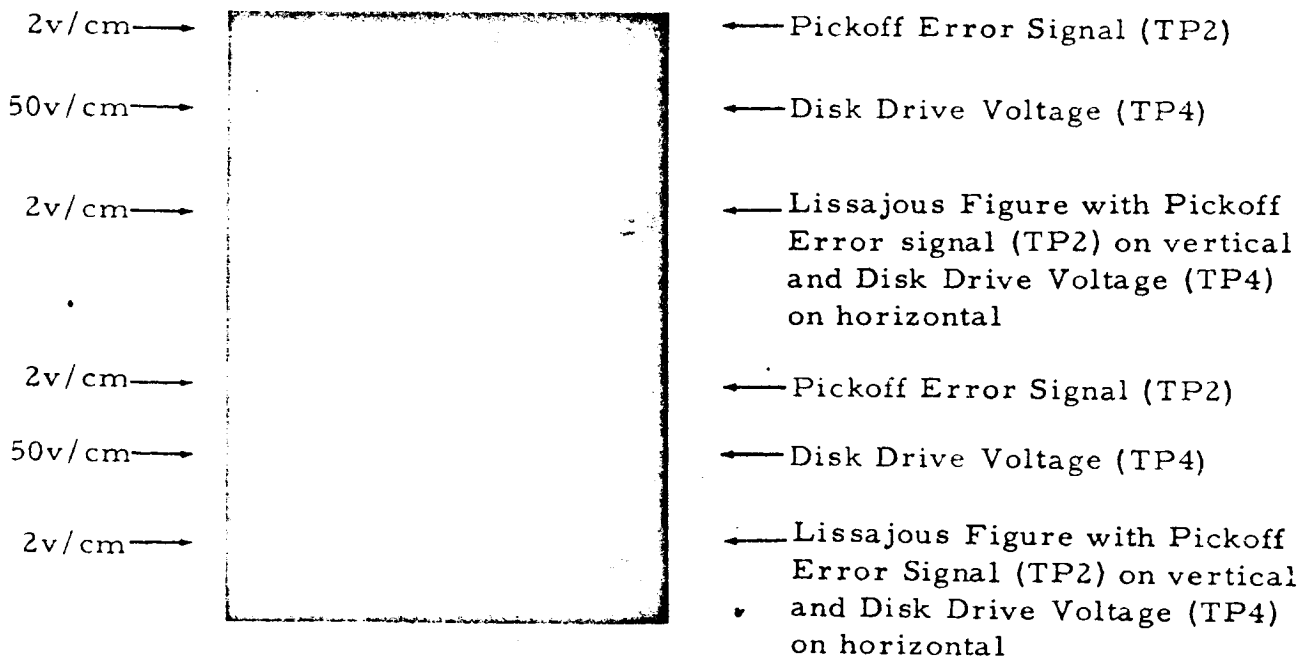 2v/cm
Pickoff Error Signal (TP2)
50v/cm
Disk Drive Voltage (TP4)
2v/cm
Lissajous Figure with Pickoff
Error signal (TP2) on vertical
and Disk Drive Voltage (TP4)
on horizontal
2v/cm
Pickoff Error Signal (TP2)
50v/cm
Disk Drive Voltage (TP4)
2v/cm
Lissajous Figure with Pickoff
Error Signal (TP2) on vertical
and Disk Drive Voltage (TP4)
on horizontal